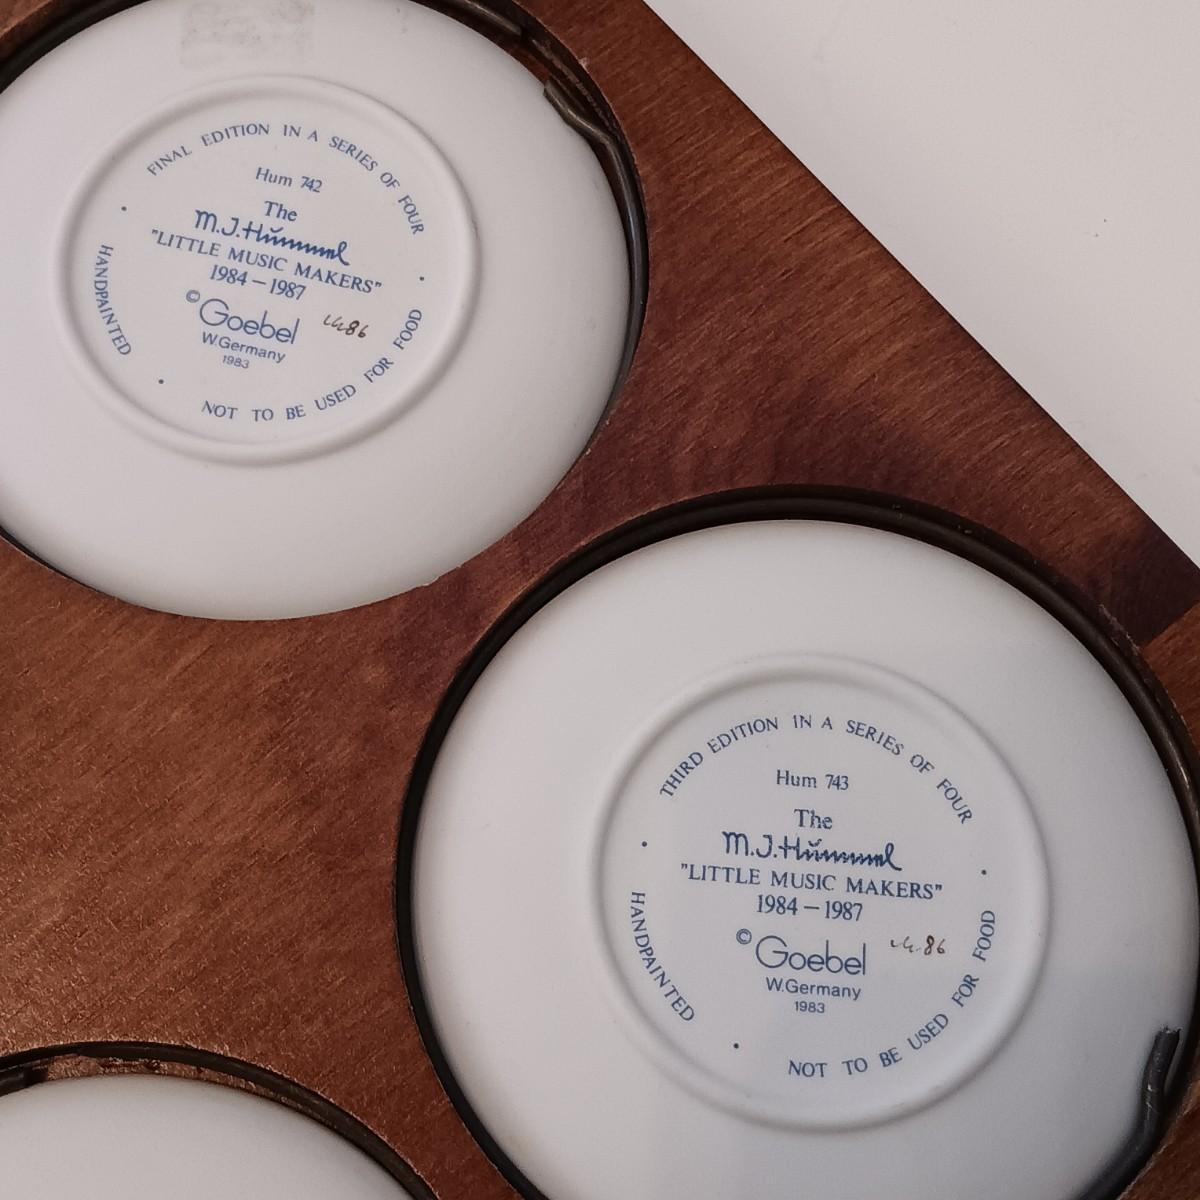 FINAL EDITION IN A SERIES OF FOUR
Hum 742
The
M.J.Hummel
"LITTLE MUSIC MAKERS"
1984 – 1987
© Goebel
W.Germany
1983
86
HANDPAINTED
NOT TO BE USED FOR FOOD
THIRD EDITION IN A SERIES OF FOUR
Hum 743
The
M.J.Hummel
"LITTLE MUSIC MAKERS"
1984 – 1987
© Goebel
W.Germany
1983
86
HANDPAINTED
NOT TO BE USED FOR FOOD